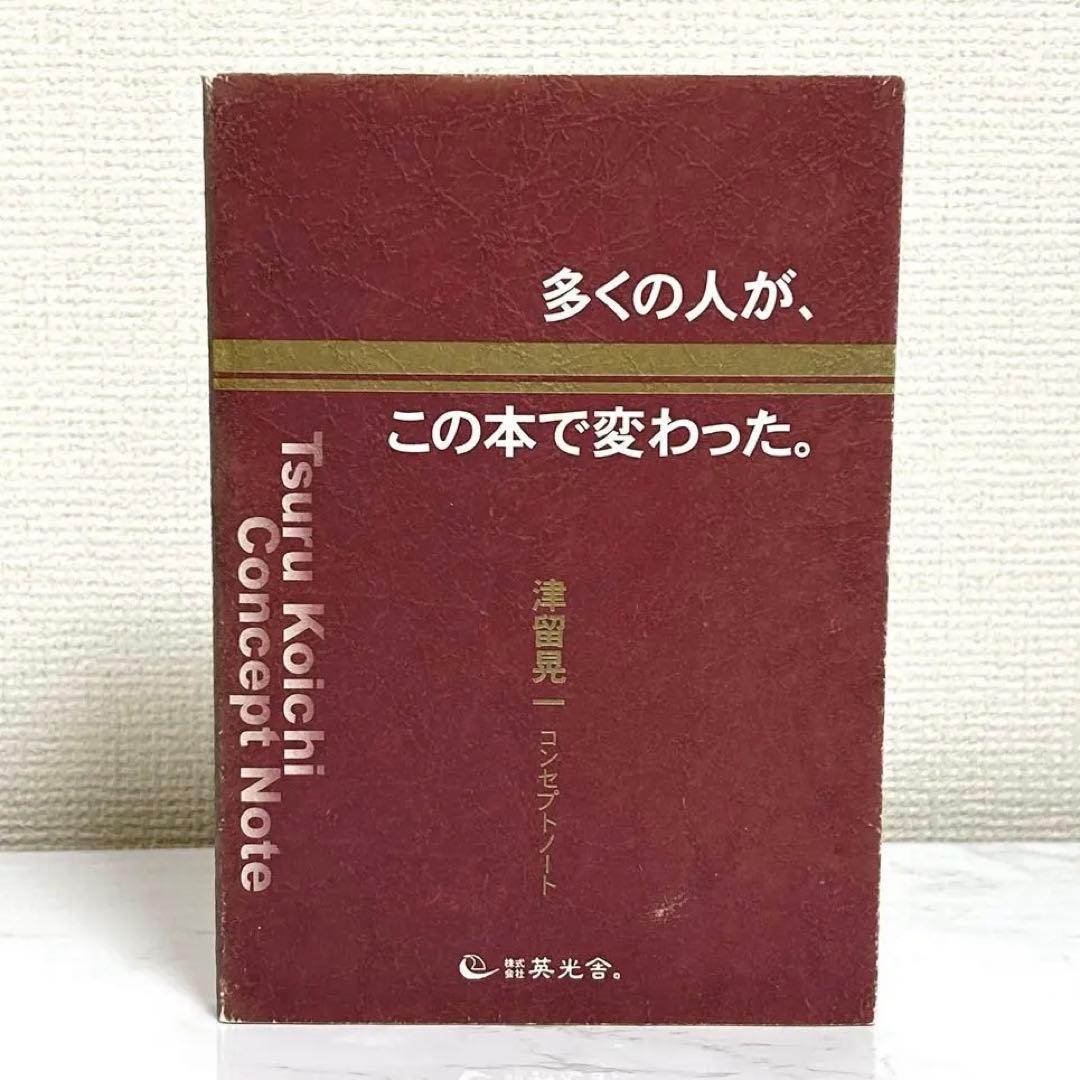 多くの人が、
この本で変わった。
Tsuru Koichi
Concept Note
津留晃一 コンセプトノート
株式会社 英光舎。